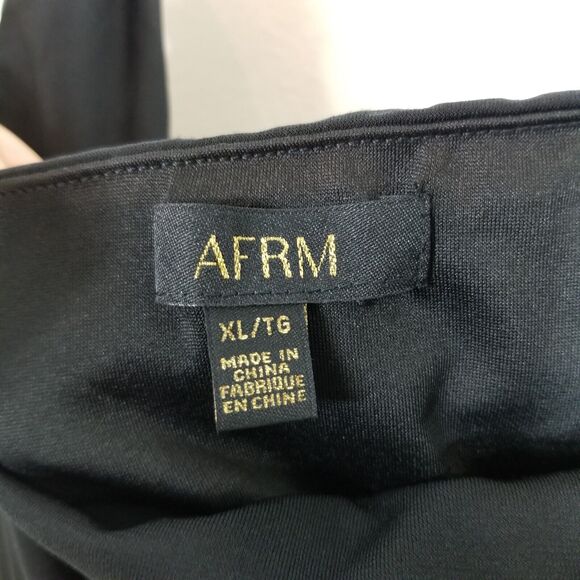 AFRM
XL/TG
MADE IN
CHINA
FABRIQUE
EN CHINE